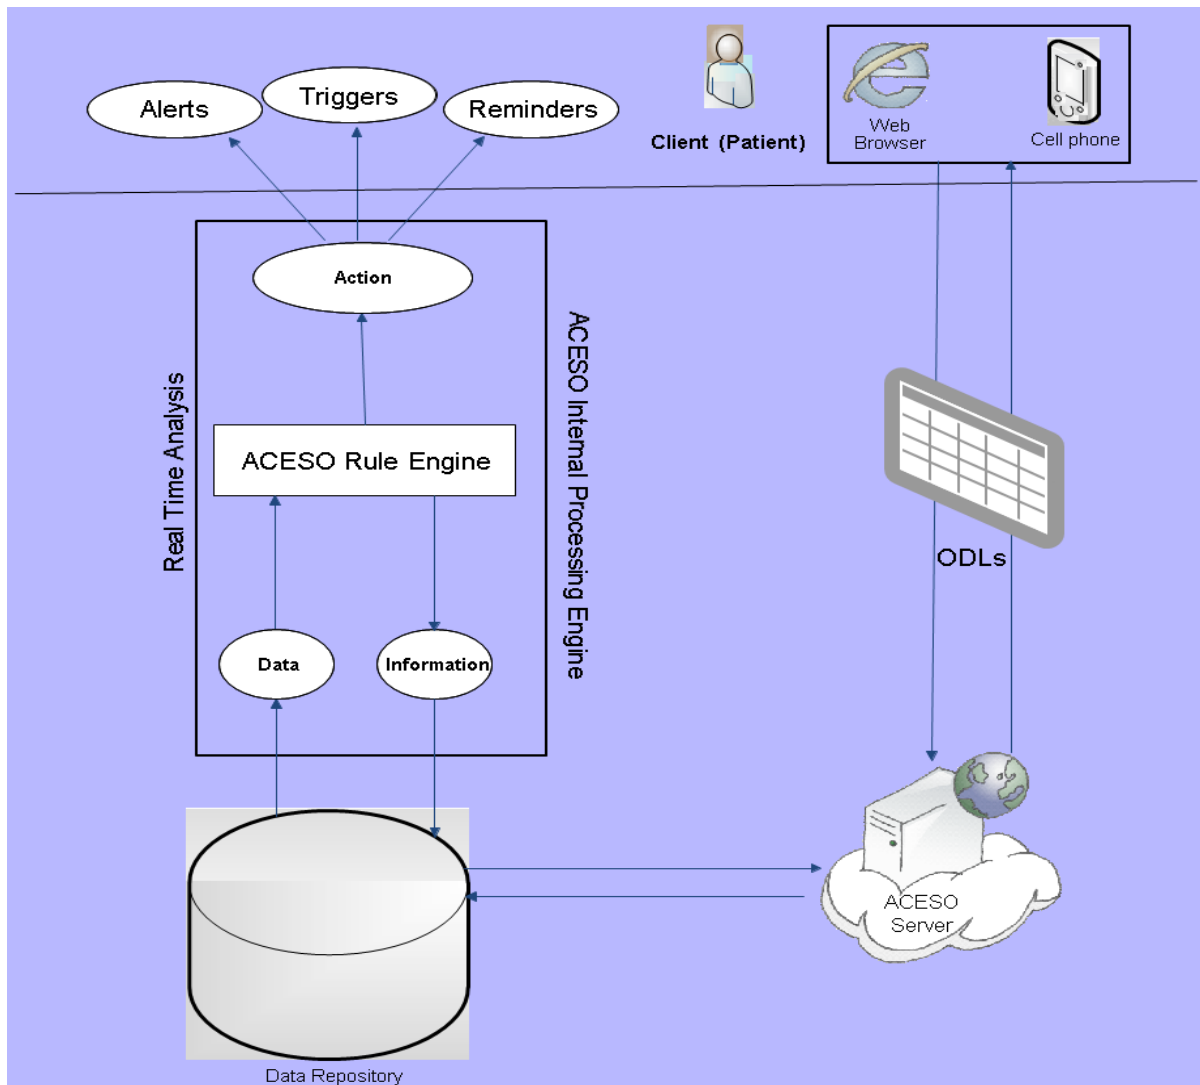 Alerts
Triggers
Reminders
Client (Patient)
Web
Browser
Cell phone
Action
Real Time Analysis
ACESO Internal Processing Engine
ACESO Rule Engine
Data
Information
ODLs
ACESO
Server
Data Repository